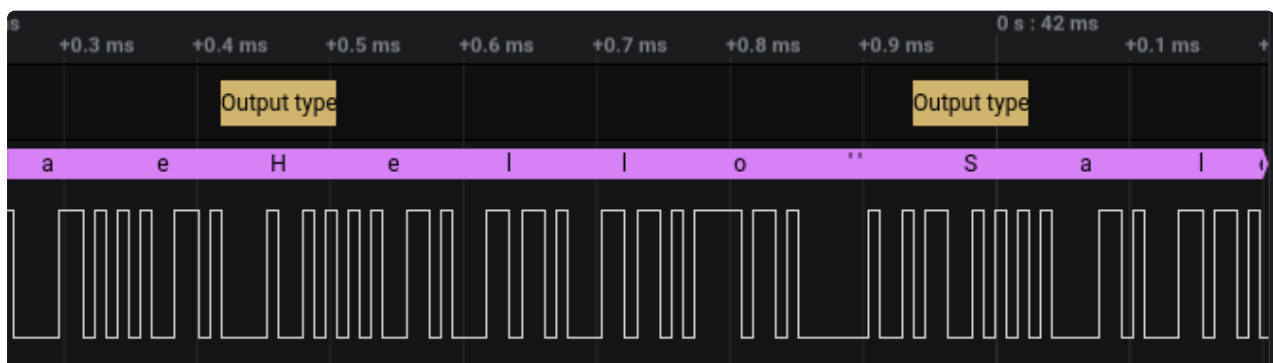 s 0 s : 42 ms
+0.3 ms +0.4 ms +0.5 ms +0.6 ms +0.7 ms +0.8 ms +0.9 ms +0.1 ms +
Output type Output type
a e H e l l o ' ' S a l